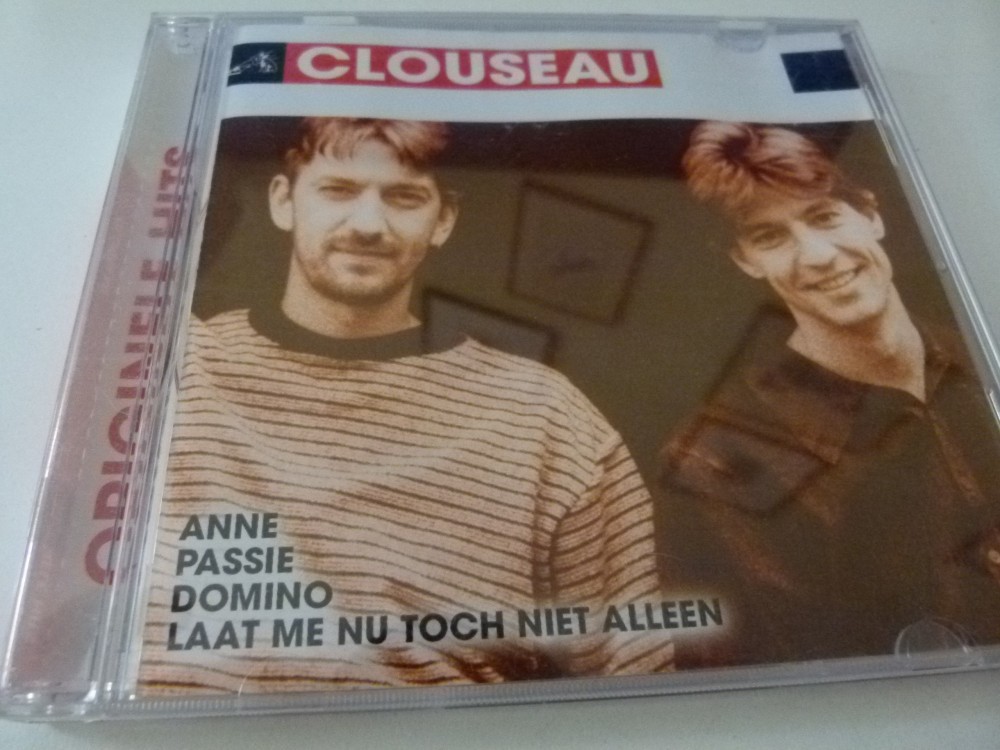 CLOUSEAU
ORIGINELE HITS
ANNE
PASSIE
DOMINO
LAAT ME NU TOCH NIET ALLEEN